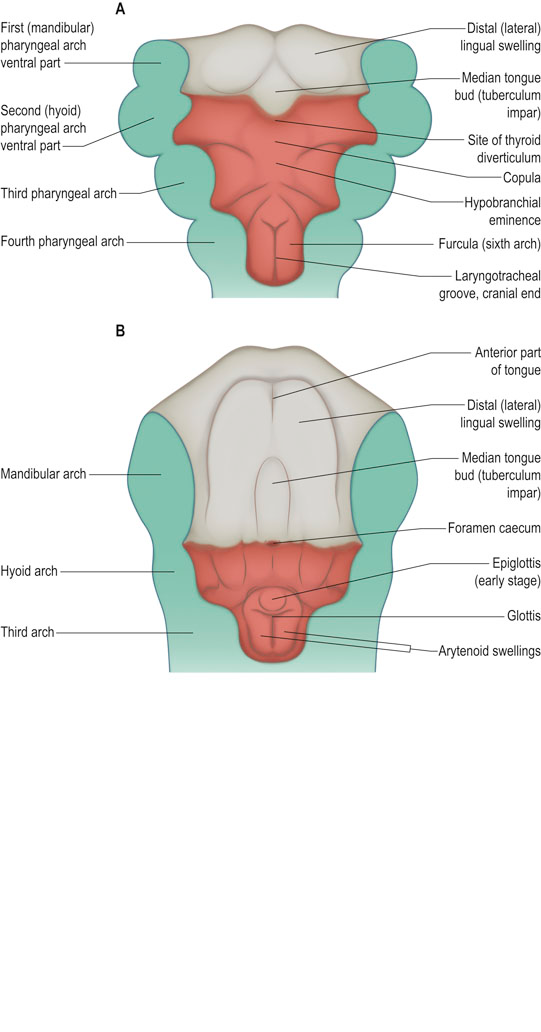 A
First (mandibular)
pharyngeal arch
ventral part
Second (hyoid)
pharyngeal arch
ventral part
Third pharyngeal arch
Fourth pharyngeal arch
Distal (lateral)
lingual swelling
Median tongue
bud (tuberculum
impar)
Site of thyroid
diverticulum
Copula
Hypobranchial
eminence
Furcula (sixth arch)
Laryngotracheal
groove, cranial end
B
Mandibular arch
Hyoid arch
Third arch
Anterior part
of tongue
Distal (lateral)
lingual swelling
Median tongue
bud (tuberculum
impar)
Foramen caecum
Epiglottis
(early stage)
Glottis
Arytenoid swellings